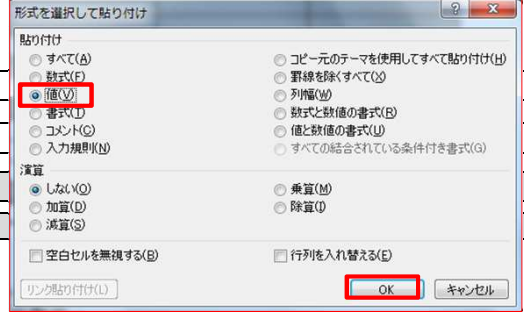 形式を選択して貼り付け
貼り付け
すべて(A)
コピー元のテーマを使用してすべて貼り付け(H)
数式(F)
罫線を除くすべて(X)
値(V)
列幅(W)
書式(T)
数式と数値の書式(R)
コメント(C)
値と数値の書式(U)
入力規則(N)
すべての結合されている条件付き書式(G)
演算
しない(O)
乗算(M)
加算(D)
除算(I)
減算(S)
空白セルを無視する(B)
行列を入れ替える(E)
リンク貼り付け(L)
OK
キャンセル